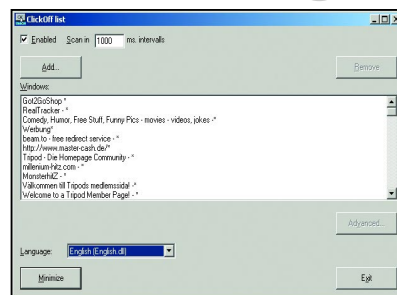 ClickOff list
Enabled Scan in 1000 ms. intervalls
Add... Remove
Windows:
Got2GoShop *
RealTracker - *
Comedy, Humor, Free Stuff, Funny Pics - movies - videos, jokes -*
Werbung*
beam.to - free redirect service - *
http://www.master-cash.de/*
Tripod - Die Homepage Community - *
millenium-hitz.com - *
MonsterhitZ - *
Välkommen till Tripods medlemssida! - *
Welcome to a Tripod Member Page! - *
Advanced...
Language: English (English.dll)
Minimize Exit